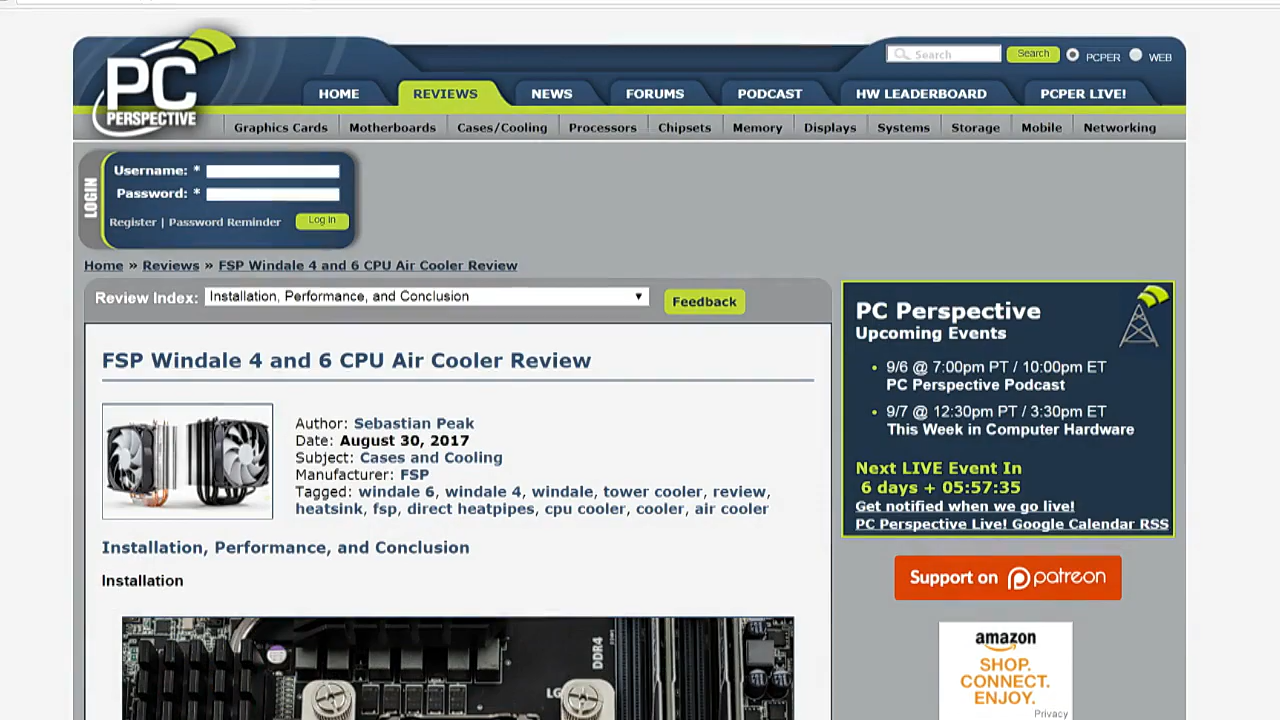 PC
PERSPECTIVE
Search
Search
PCPER
WEB
HOME
REVIEWS
NEWS
FORUMS
PODCAST
HW LEADERBOARD
PCPER LIVE!
Graphics Cards
Motherboards
Cases/Cooling
Processors
Chipsets
Memory
Displays
Systems
Storage
Mobile
Networking
LOGIN
Username: *
Password: *
Register | Password Reminder
Log in
Home » Reviews » FSP Windale 4 and 6 CPU Air Cooler Review
Review Index:
Installation, Performance, and Conclusion
Feedback
FSP Windale 4 and 6 CPU Air Cooler Review
Author: Sebastian Peak
Date: August 30, 2017
Subject: Cases and Cooling
Manufacturer: FSP
Tagged: windale 6, windale 4, windale, tower cooler, review,
heatsink, fsp, direct heatpipes, cpu cooler, cooler, air cooler
Installation, Performance, and Conclusion
Installation
DDR4
LG
PC Perspective
Upcoming Events
• 9/6 @ 7:00pm PT / 10:00pm ET
PC Perspective Podcast
• 9/7 @ 12:30pm PT / 3:30pm ET
This Week in Computer Hardware
Next LIVE Event In
6 days + 05:57:35
Get notified when we go live!
PC Perspective Live! Google Calendar RSS
Support on patreon
amazon
SHOP.
CONNECT.
ENJOY.
Privacy